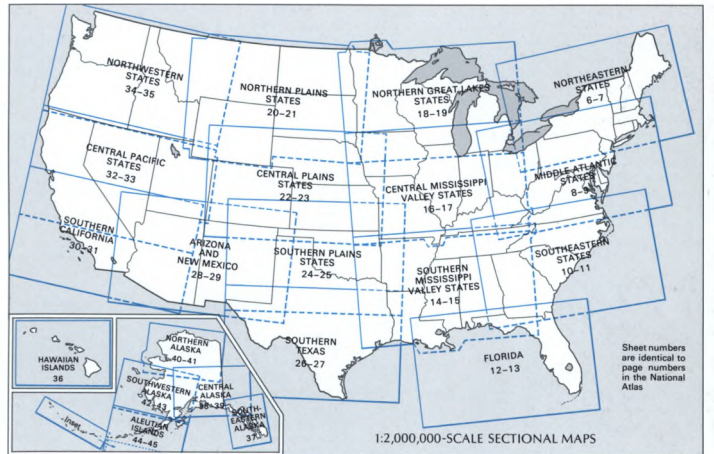 NORTHWESTERN
STATES
34–35
NORTHERN PLAINS
STATES
20–21
NORTHERN GREAT LAKES
STATES
18–19
NORTHEASTERN
STATES
6–7
CENTRAL PACIFIC
STATES
32–33
CENTRAL PLAINS
STATES
22–23
CENTRAL MISSISSIPPI
VALLEY STATES
16–17
MIDDLE ATLANTIC
STATES
8–9
SOUTHERN
CALIFORNIA
30–31
ARIZONA
AND
NEW MEXICO
28–29
SOUTHERN PLAINS
STATES
24–25
SOUTHERN
MISSISSIPPI
VALLEY STATES
14–15
SOUTHEASTERN
STATES
10–11
SOUTHERN
TEXAS
26–27
FLORIDA
12–13
Sheet numbers
are identical to
page numbers
in the National
Atlas
HAWAIIAN
ISLANDS
36
NORTHERN
ALASKA
40–41
SOUTHWESTERN
ALASKA
42–43
CENTRAL
ALASKA
38–39
SOUTH-
EASTERN
ALASKA
37
Inset
ALEUTIAN
ISLANDS
44–45
1:2,000,000-SCALE SECTIONAL MAPS